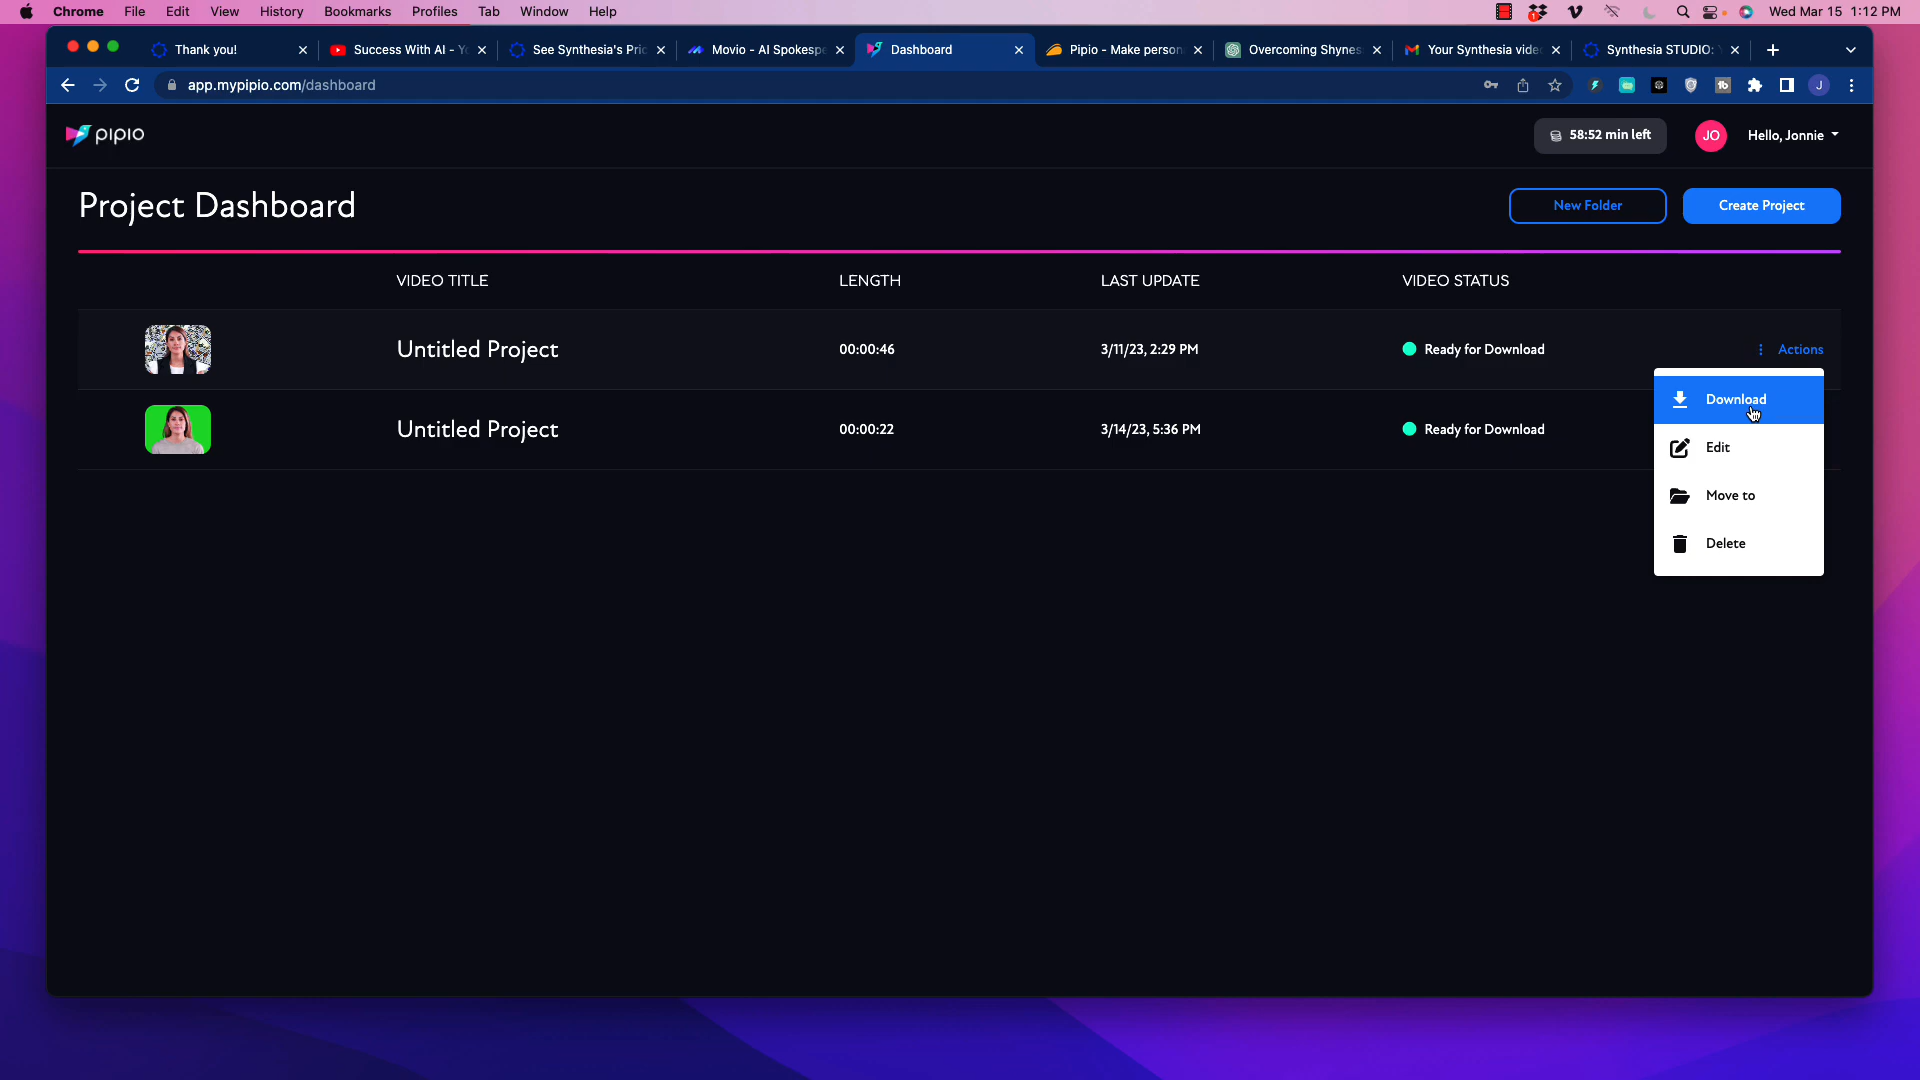 Chrome File Edit View History Bookmarks Profiles Tab Window Help Wed Mar 15 1:12 PM
Thank you! Success With AI - Yo See Synthesia's Pric Movio - AI Spokespe Dashboard Pipio - Make person Overcoming Shynes Your Synthesia vide Synthesia STUDIO:
app.mypipio.com/dashboard tb J
pipio 58:52 min left JO Hello, Jonnie
Project Dashboard New Folder Create Project
VIDEO TITLE LENGTH LAST UPDATE VIDEO STATUS
Untitled Project 00:00:46 3/11/23, 2:29 PM Ready for Download Actions
Download
Untitled Project 00:00:22 3/14/23, 5:36 PM Ready for Download
Edit
Move to
Delete